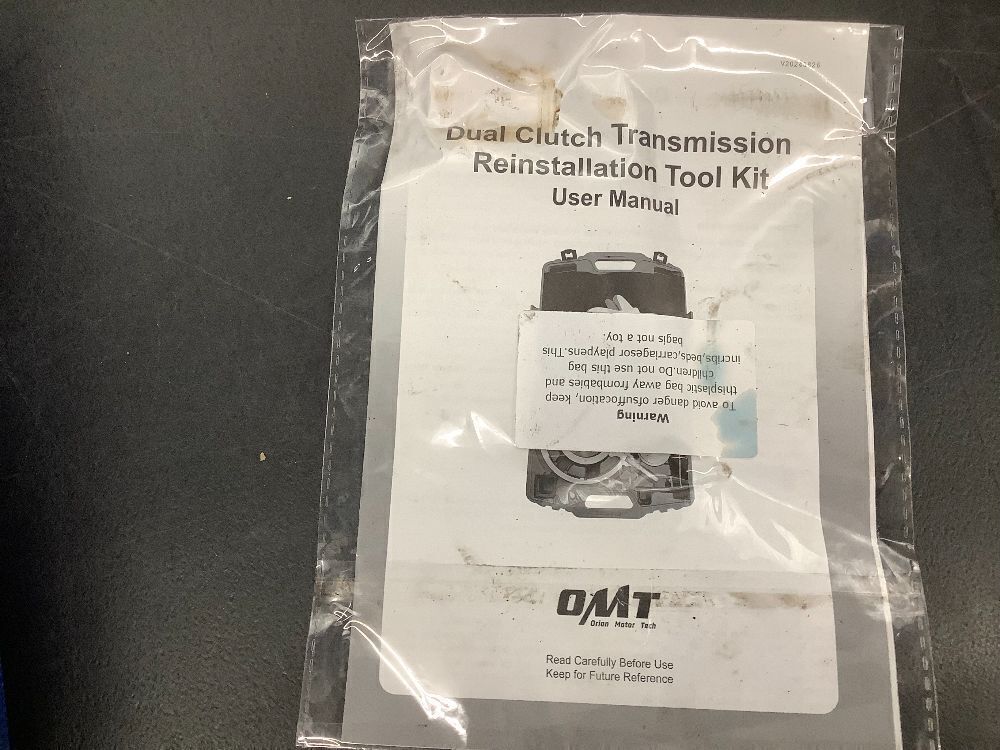 Dual Clutch Transmission
Reinstallation Tool Kit
User Manual
Warning
To avoid danger ofsuffocation, keep
thisplastic bag away frombabies and
children.Do not use this bag
incribs,beds,carriagesor playpens.This
bagis not a toy.
OMT
Orion Motor Tech
Read Carefully Before Use
Keep for Future Reference